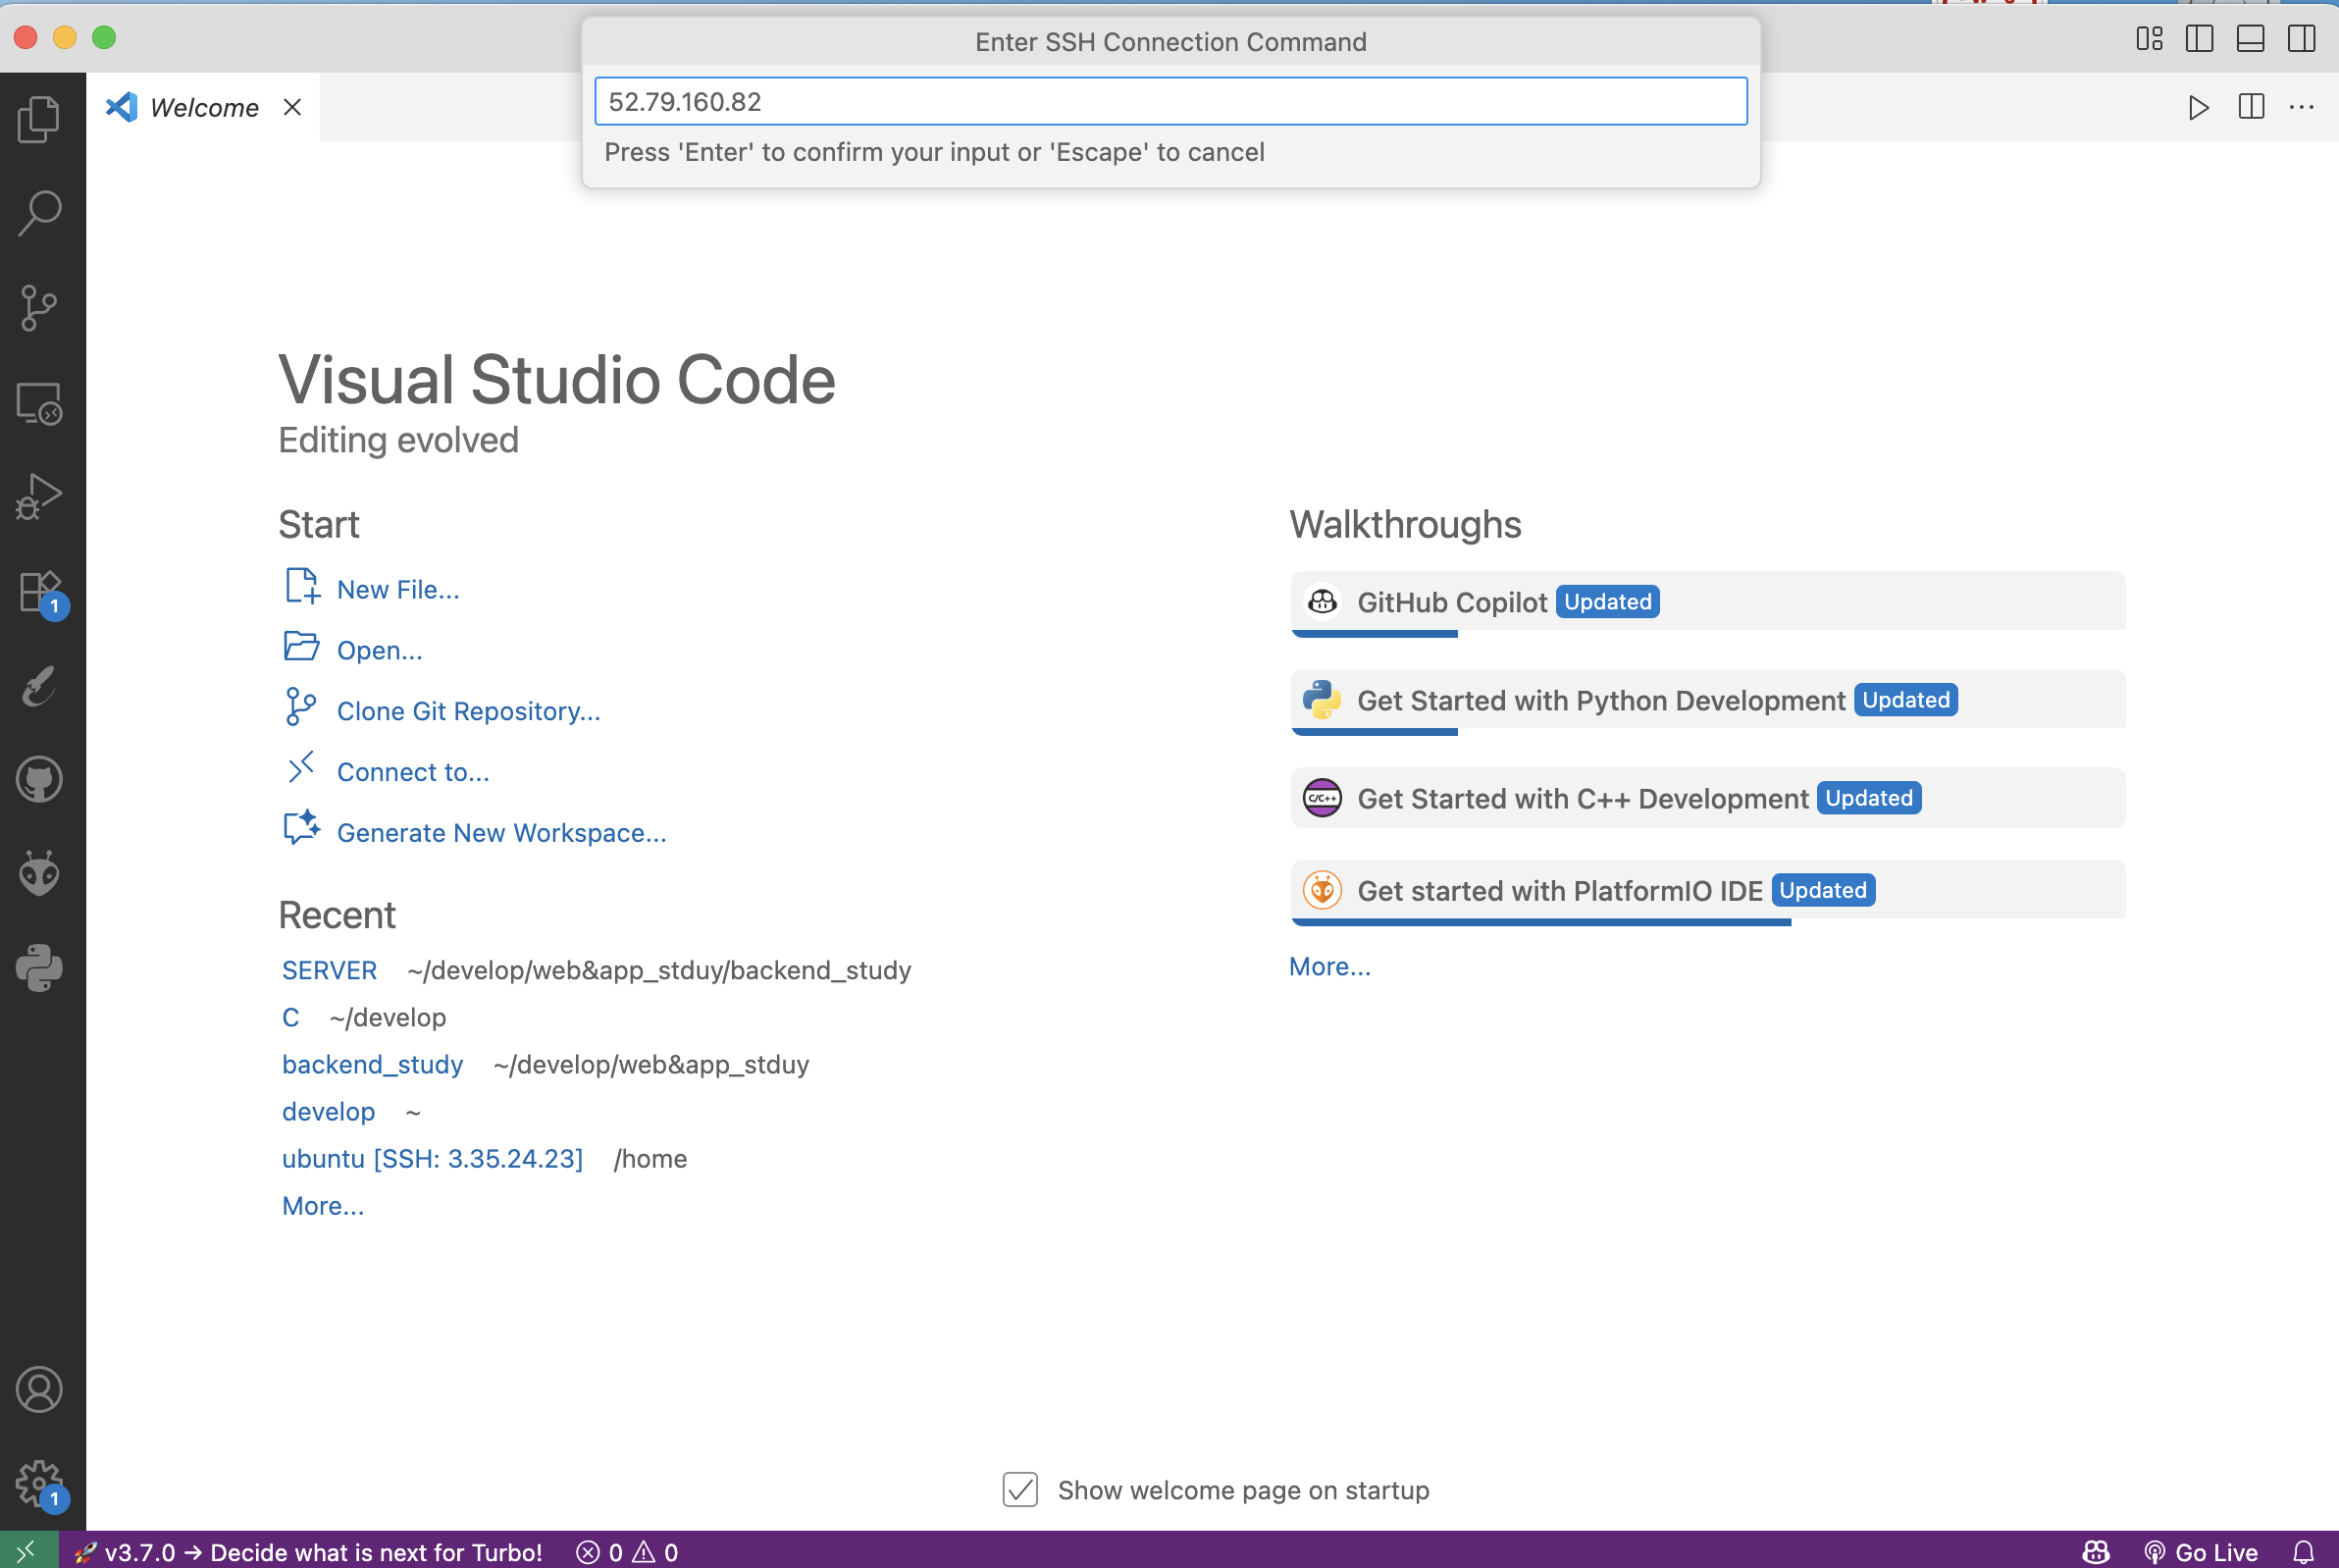 Enter SSH Connection Command
52.79.160.82
Press 'Enter' to confirm your input or 'Escape' to cancel
Welcome
Visual Studio Code
Editing evolved
Start
New File...
Open...
Clone Git Repository...
Connect to...
Generate New Workspace...
Recent
SERVER ~/develop/web&app_stduy/backend_study
C ~/develop
backend_study ~/develop/web&app_stduy
develop ~
ubuntu [SSH: 3.35.24.23] /home
More...
Walkthroughs
GitHub Copilot Updated
Get Started with Python Development Updated
C/C++ Get Started with C++ Development Updated
Get started with PlatformIO IDE Updated
More...
1
1
Show welcome page on startup
v3.7.0 → Decide what is next for Turbo! 0 0 Go Live